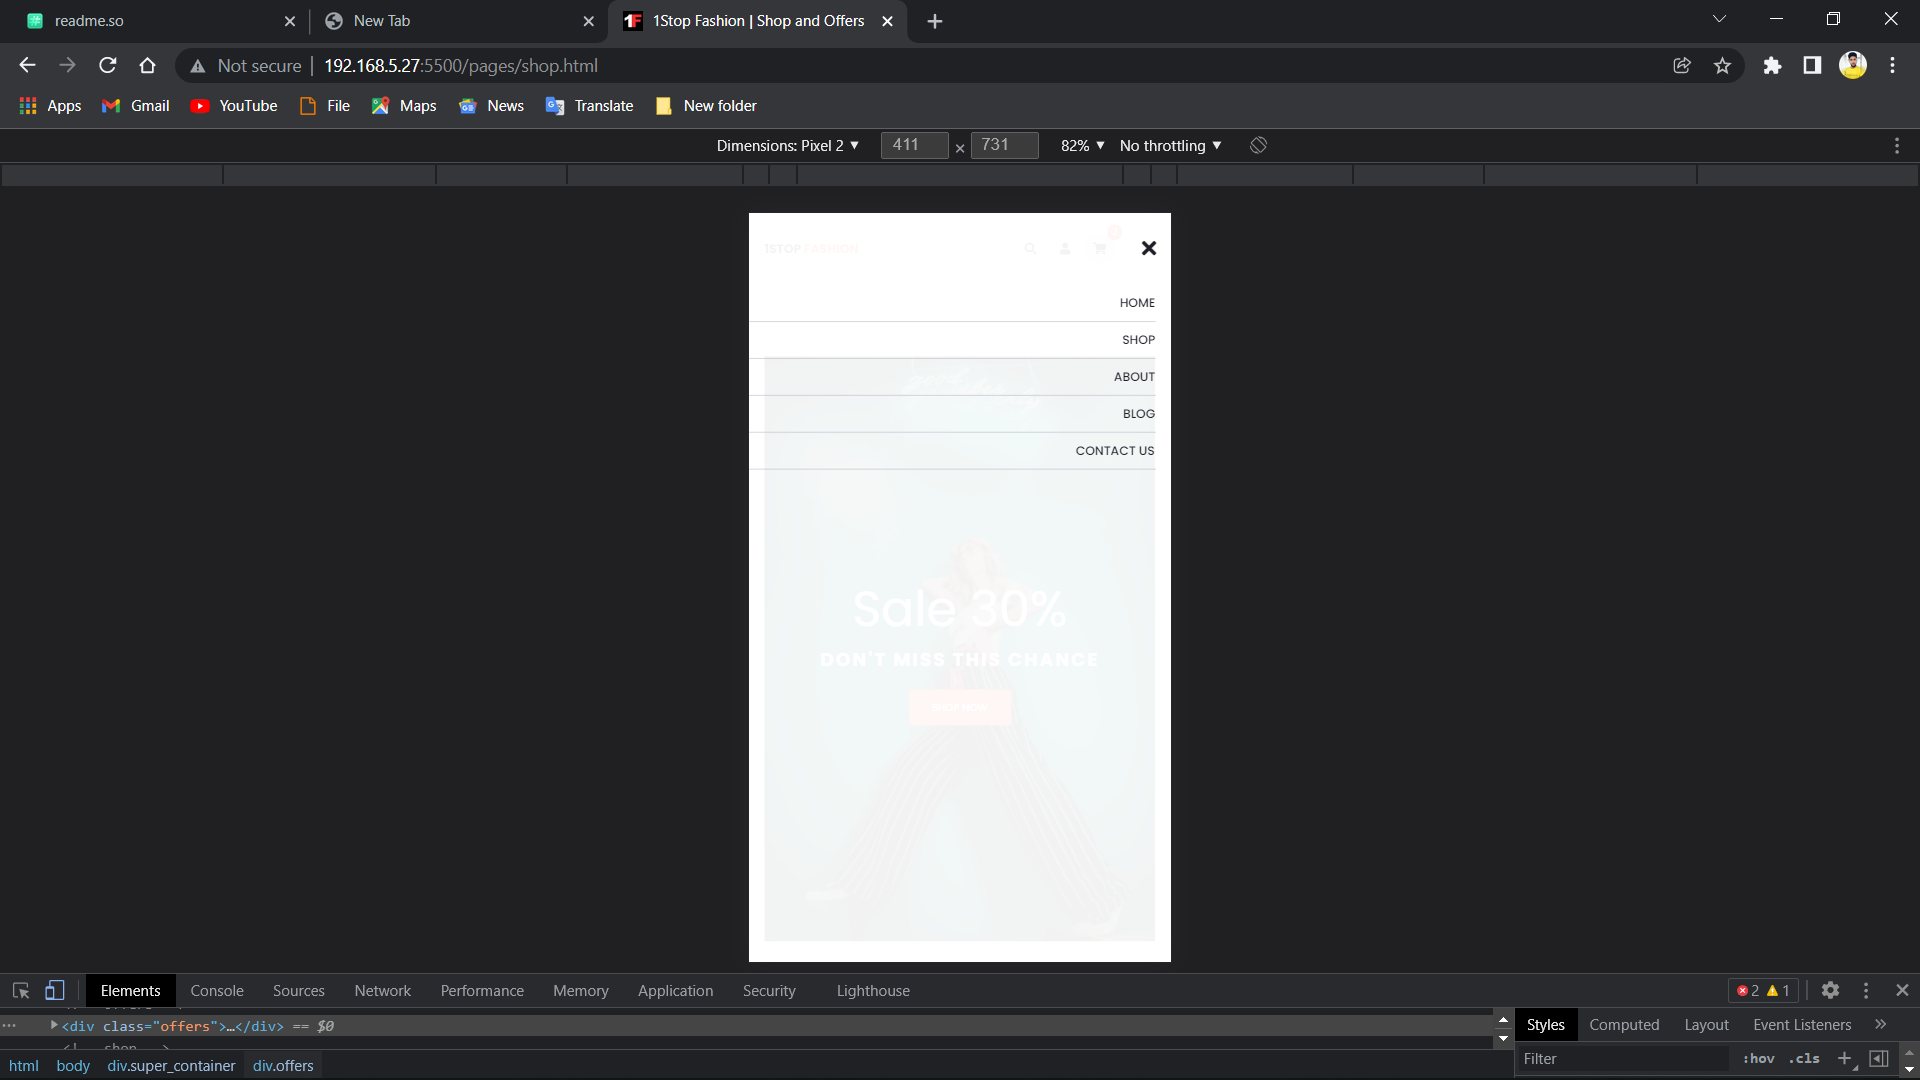 readme.so
New Tab
1Stop Fashion | Shop and Offers
Not secure
192.168.5.27:5500/pages/shop.html
Apps
Gmail
YouTube
File
Maps
News
Translate
New folder
Dimensions: Pixel 2
411
×
731
82%
No throttling
1STOP FASHION
HOME
SHOP
ABOUT
BLOG
CONTACT US
Sale 30%
DON'T MISS THIS CHANCE
SHOP NOW
Elements
Console
Sources
Network
Performance
Memory
Application
Security
Lighthouse
2
1
<div class="offers">…</div> == $0
Styles
Computed
Layout
Event Listeners
html
body
div.super_container
div.offers
Filter
:hov
.cls